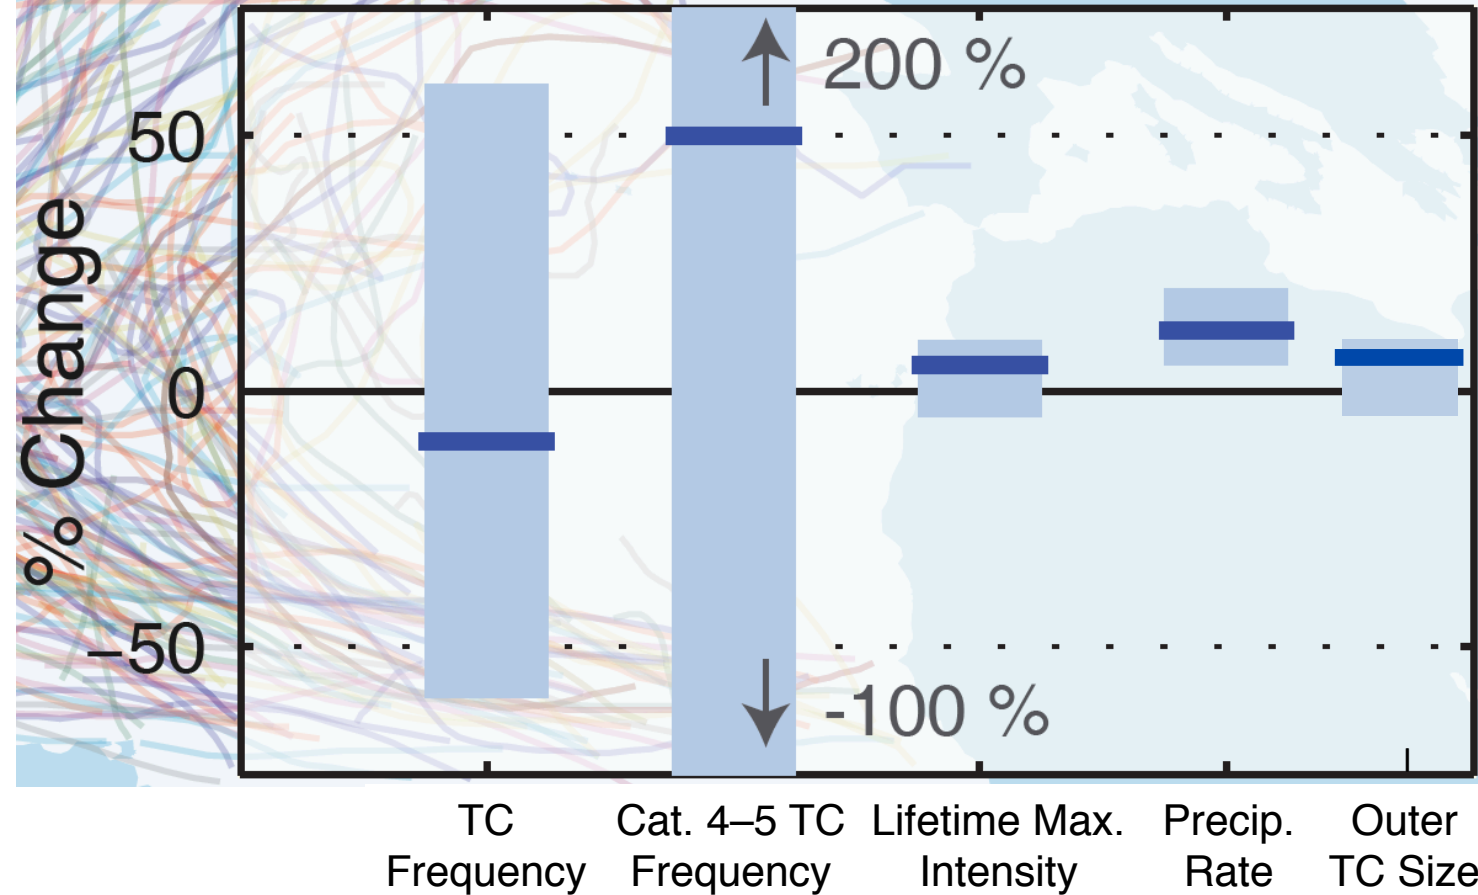 200 %
50
% Change
0
–50
-100 %
TC
Frequency
Cat. 4–5 TC
Frequency
Lifetime Max.
Intensity
Precip.
Rate
Outer
TC Size